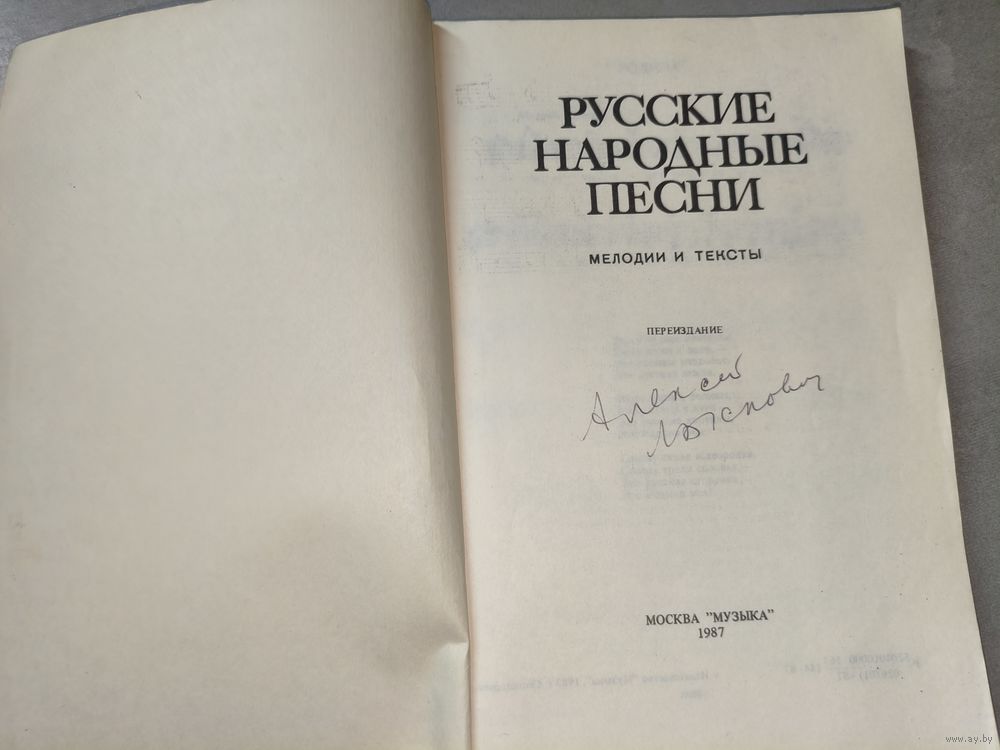 РУССКИЕ
НАРОДНЫЕ
ПЕСНИ
МЕЛОДИИ И ТЕКСТЫ
ПЕРЕИЗДАНИЕ
Алексей
МОСКВА "МУЗЫКА"
1987
www.ay.by